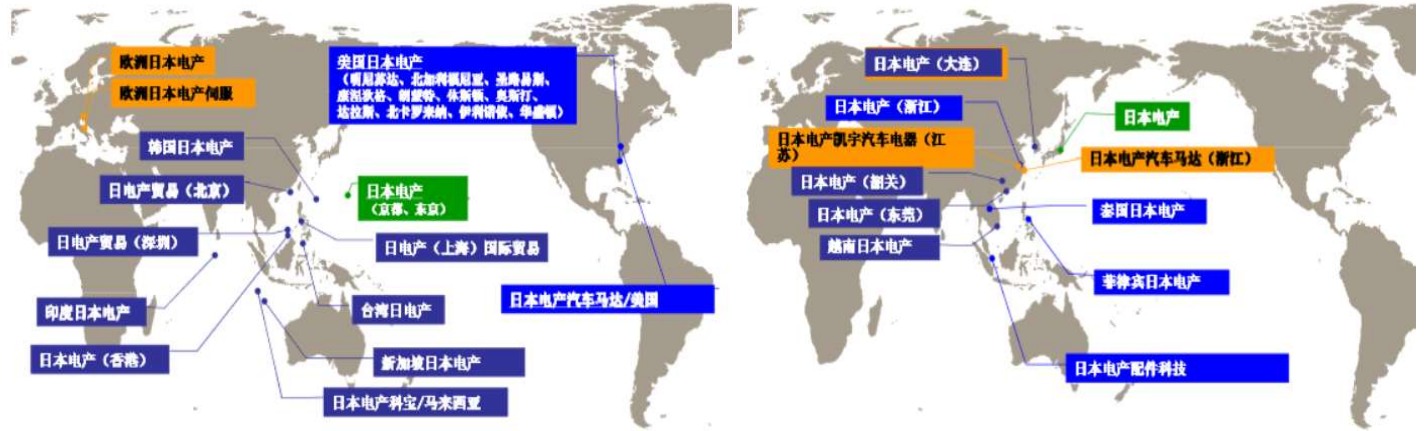 欧洲日本电产
欧洲日本电产伺服
美国日本电产
(明尼苏达、北加利福尼亚、圣路易斯、
康涅狄格、朗蒙特、休斯顿、奥斯汀、
达拉斯、北卡罗来纳、伊利诺依、华盛顿)
韩国日本电产
日电产贸易(北京)
日本电产
(京都、东京)
日电产贸易(深圳)
日电产(上海)国际贸易
印度日本电产
台湾日电产
日本电产汽车马达/美国
日本电产(香港)
新加坡日本电产
日本电产科宝/马来西亚
日本电产(大连)
日本电产(浙江)
日本电产
日本电产凯宇汽车电器(江
苏)
日本电产汽车马达(浙江)
日本电产(韶关)
日本电产(东莞)
泰国日本电产
越南日本电产
菲律宾日本电产
日本电产配件科技